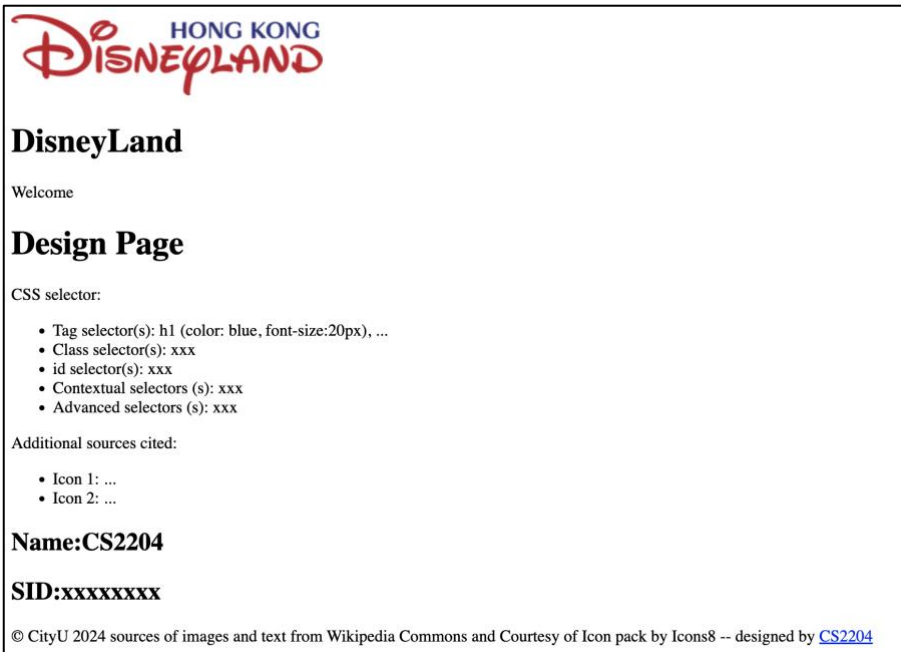 HONG KONG
DISNEYLAND
DisneyLand
Welcome
Design Page
CSS selector:
• Tag selector(s): h1 (color: blue, font-size:20px), ...
• Class selector(s): xxx
• id selector(s): xxx
• Contextual selectors (s): xxx
• Advanced selectors (s): xxx
Additional sources cited:
• Icon 1: ...
• Icon 2: ...
Name:CS2204
SID:xxxxxxxx
© CityU 2024 sources of images and text from Wikipedia Commons and Courtesy of Icon pack by Icons8 -- designed by CS2204